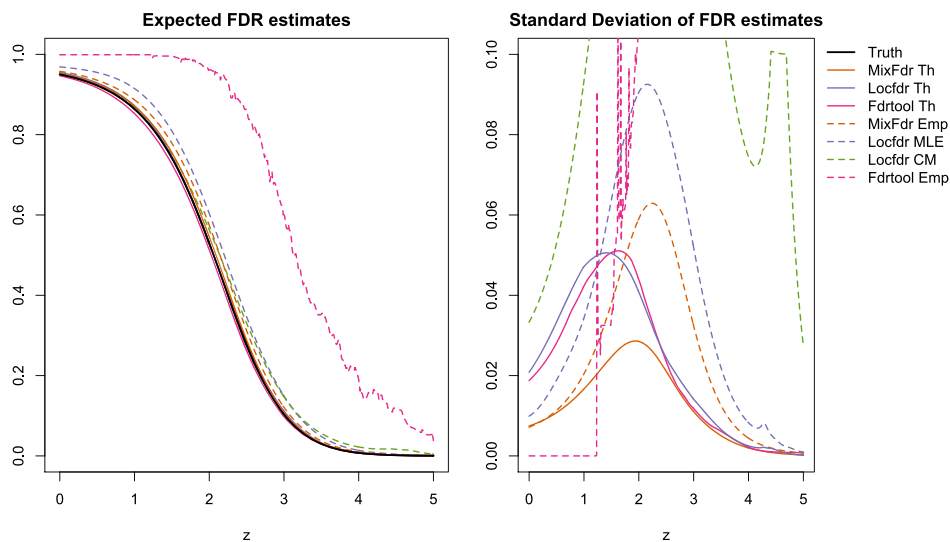 Expected FDR estimates
1.0
0.8
0.6
0.4
0.2
0.0
0 1 2 3 4 5
z
Standard Deviation of FDR estimates
0.10
0.08
0.06
0.04
0.02
0.00
0 1 2 3 4 5
z
Truth
MixFdr Th
Locfdr Th
Fdrtool Th
MixFdr Emp
Locfdr MLE
Locfdr CM
Fdrtool Emp